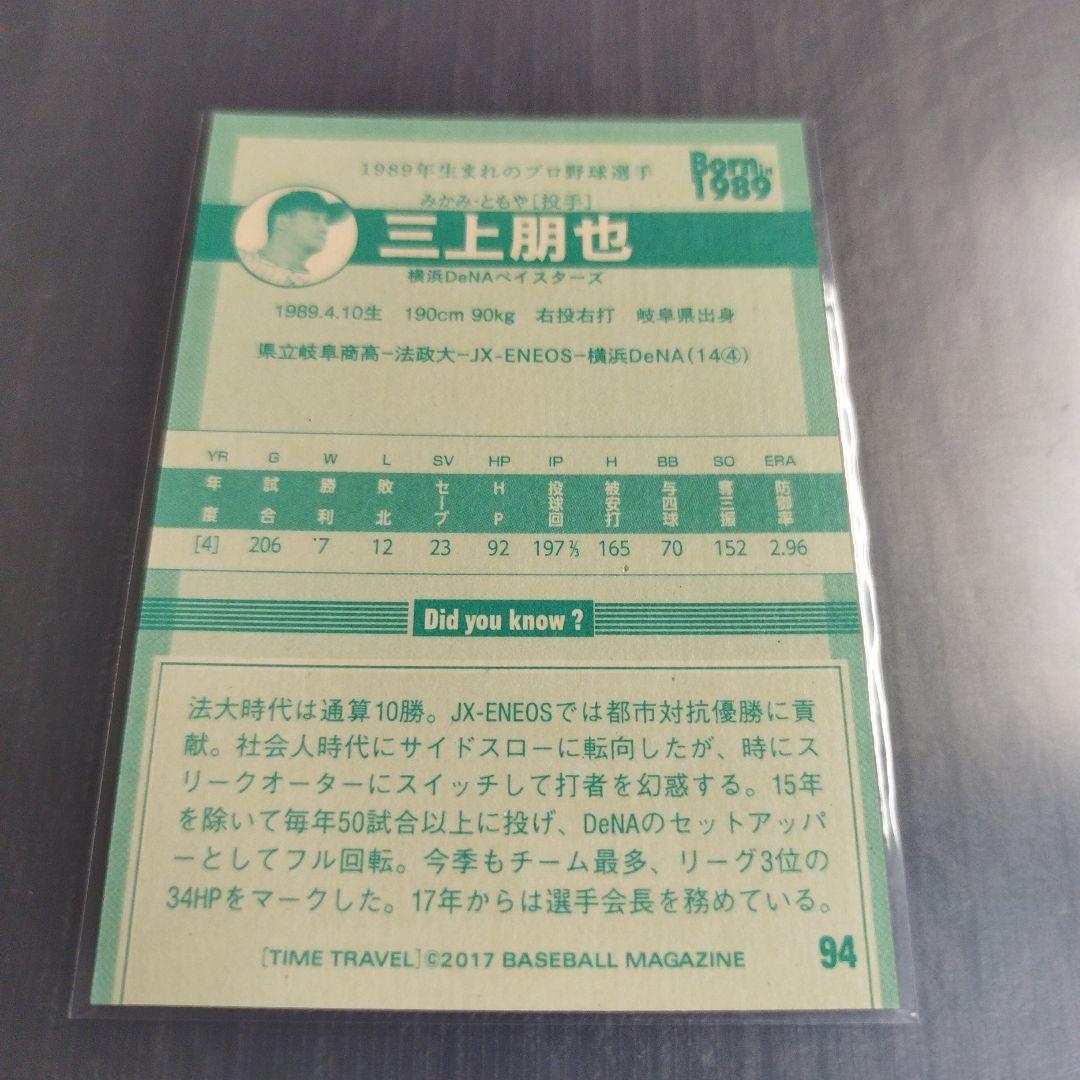 1989年生まれのプロ野球選手
Born in 1989
みかみ・ともや[投手]
三上朋也
横浜DeNAベイスターズ
1989.4.10生 190cm 90kg 右投右打 岐阜県出身
県立岐阜商高−法政大−JX-ENEOS−横浜DeNA(14④)
YR G W L SV HP IP H BB SO ERA
年度 試合 勝利 敗北 セーブ HP 投球回 被安打 与四球 奪三振 防御率
[4] 206 7 12 23 92 197⅔ 165 70 152 2.96
Did you know ?
法大時代は通算10勝。JX-ENEOSでは都市対抗優勝に貢
献。社会人時代にサイドスローに転向したが、時にス
リークオーターにスイッチして打者を幻惑する。15年
を除いて毎年50試合以上に投げ、DeNAのセットアッパ
ーとしてフル回転。今季もチーム最多、リーグ3位の
34HPをマークした。17年からは選手会長を務めている。
[TIME TRAVEL]©2017 BASEBALL MAGAZINE 94